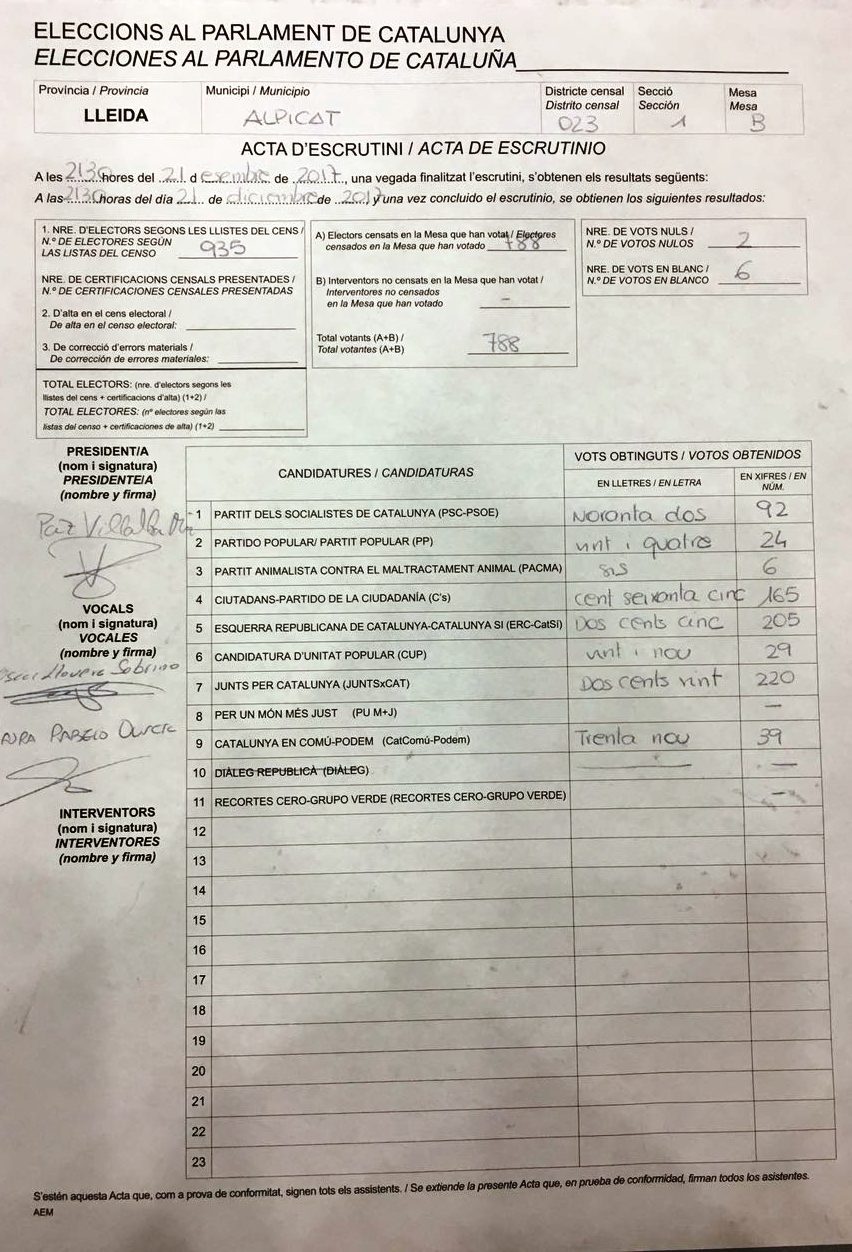 ELECCIONS AL PARLAMENT DE CATALUNYA
ELECCIONES AL PARLAMENTO DE CATALUÑA
Província / Provincia
LLEIDA
Municipi / Municipio
ALPICAT
Districte censal
Distrito censal
023
Secció
Sección
1
Mesa
Mesa
B
ACTA D'ESCRUTINI / ACTA DE ESCRUTINIO
A les 2130 hores del 21 d esembre de 2017, una vegada finalitzat l'escrutini, s'obtenen els resultats següents:
A las 2130 horas del día 21 de diciembre de 2017 y una vez concluido el escrutinio, se obtienen los siguientes resultados:
1. NRE. D'ELECTORS SEGONS LES LLISTES DEL CENS /
N.º DE ELECTORES SEGÚN
LAS LISTAS DEL CENSO 935
NRE. DE CERTIFICACIONS CENSALS PRESENTADES /
N.º DE CERTIFICACIONES CENSALES PRESENTADAS
2. D'alta en el cens electoral /
De alta en el censo electoral:
3. De correcció d'errors materials /
De corrección de errores materiales:
TOTAL ELECTORS: (nre. d'electors segons les
llistes del cens + certificacions d'alta) (1+2) /
TOTAL ELECTORES: (nº electores según las
listas del censo + certificaciones de alta) (1+2)
A) Electors censats en la Mesa que han votat / Electores
censados en la Mesa que han votado 788
B) Interventors no censats en la Mesa que han votat /
Interventores no censados
en la Mesa que han votado –
Total votants (A+B) /
Total votantes (A+B) 788
NRE. DE VOTS NULS /
N.º DE VOTOS NULOS 2
NRE. DE VOTS EN BLANC /
N.º DE VOTOS EN BLANCO 6
PRESIDENT/A
(nom i signatura)
PRESIDENTE/A
(nombre y firma)
Paz Villalba
VOCALS
(nom i signatura)
VOCALES
(nombre y firma)
Sobrino
INTERVENTORS
(nom i signatura)
INTERVENTORES
(nombre y firma)
CANDIDATURES / CANDIDATURAS
VOTS OBTINGUTS / VOTOS OBTENIDOS
EN LLETRES / EN LETRA
EN XIFRES / EN NÚM.
1 PARTIT DELS SOCIALISTES DE CATALUNYA (PSC-PSOE) Noranta dos 92
2 PARTIDO POPULAR/ PARTIT POPULAR (PP) vint i quatre 24
3 PARTIT ANIMALISTA CONTRA EL MALTRACTAMENT ANIMAL (PACMA) sis 6
4 CIUTADANS-PARTIDO DE LA CIUDADANÍA (C's) cent seixanta cinc 165
5 ESQUERRA REPUBLICANA DE CATALUNYA-CATALUNYA SI (ERC-CatSí) Dos cents cinc 205
6 CANDIDATURA D'UNITAT POPULAR (CUP) vint i nou 29
7 JUNTS PER CATALUNYA (JUNTSxCAT) Dos cents vint 220
8 PER UN MÓN MÉS JUST (PU M+J) —
9 CATALUNYA EN COMÚ-PODEM (CatComú-Podem) Trenta nou 39
10 DIÀLEG REPUBLICÀ (DIÀLEG) — —
11 RECORTES CERO-GRUPO VERDE (RECORTES CERO-GRUPO VERDE) —
12
13
14
15
16
17
18
19
20
21
22
23
S'estén aquesta Acta que, com a prova de conformitat, signen tots els assistents. / Se extiende la presente Acta que, en prueba de conformidad, firman todos los asistentes.
AEM